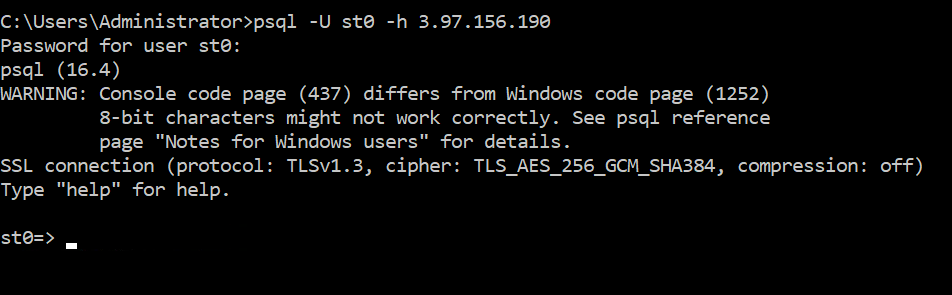 C:\Users\Administrator>psql -U st0 -h 3.97.156.190
Password for user st0:
psql (16.4)
WARNING: Console code page (437) differs from Windows code page (1252)
         8-bit characters might not work correctly. See psql reference
         page "Notes for Windows users" for details.
SSL connection (protocol: TLSv1.3, cipher: TLS_AES_256_GCM_SHA384, compression: off)
Type "help" for help.

st0=>